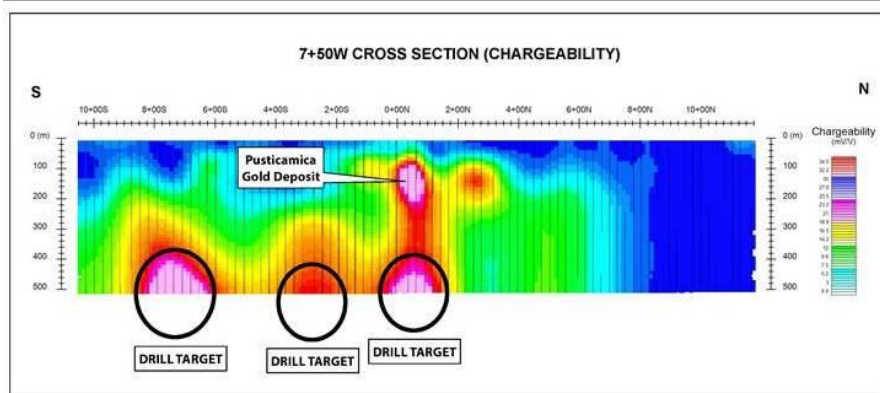 7+50W CROSS SECTION (CHARGEABILITY)
S
N
10+00S 8+00S 6+00S 4+00S 2+00S 0+00N 2+00N 4+00N 6+00N 8+00N 10+00N
0 (m)
100
200
300
400
500
0 (m)
100
200
300
400
500
Pusticamica
Gold Deposit
Chargeability
(mV/V)
DRILL TARGET
DRILL TARGET
DRILL TARGET